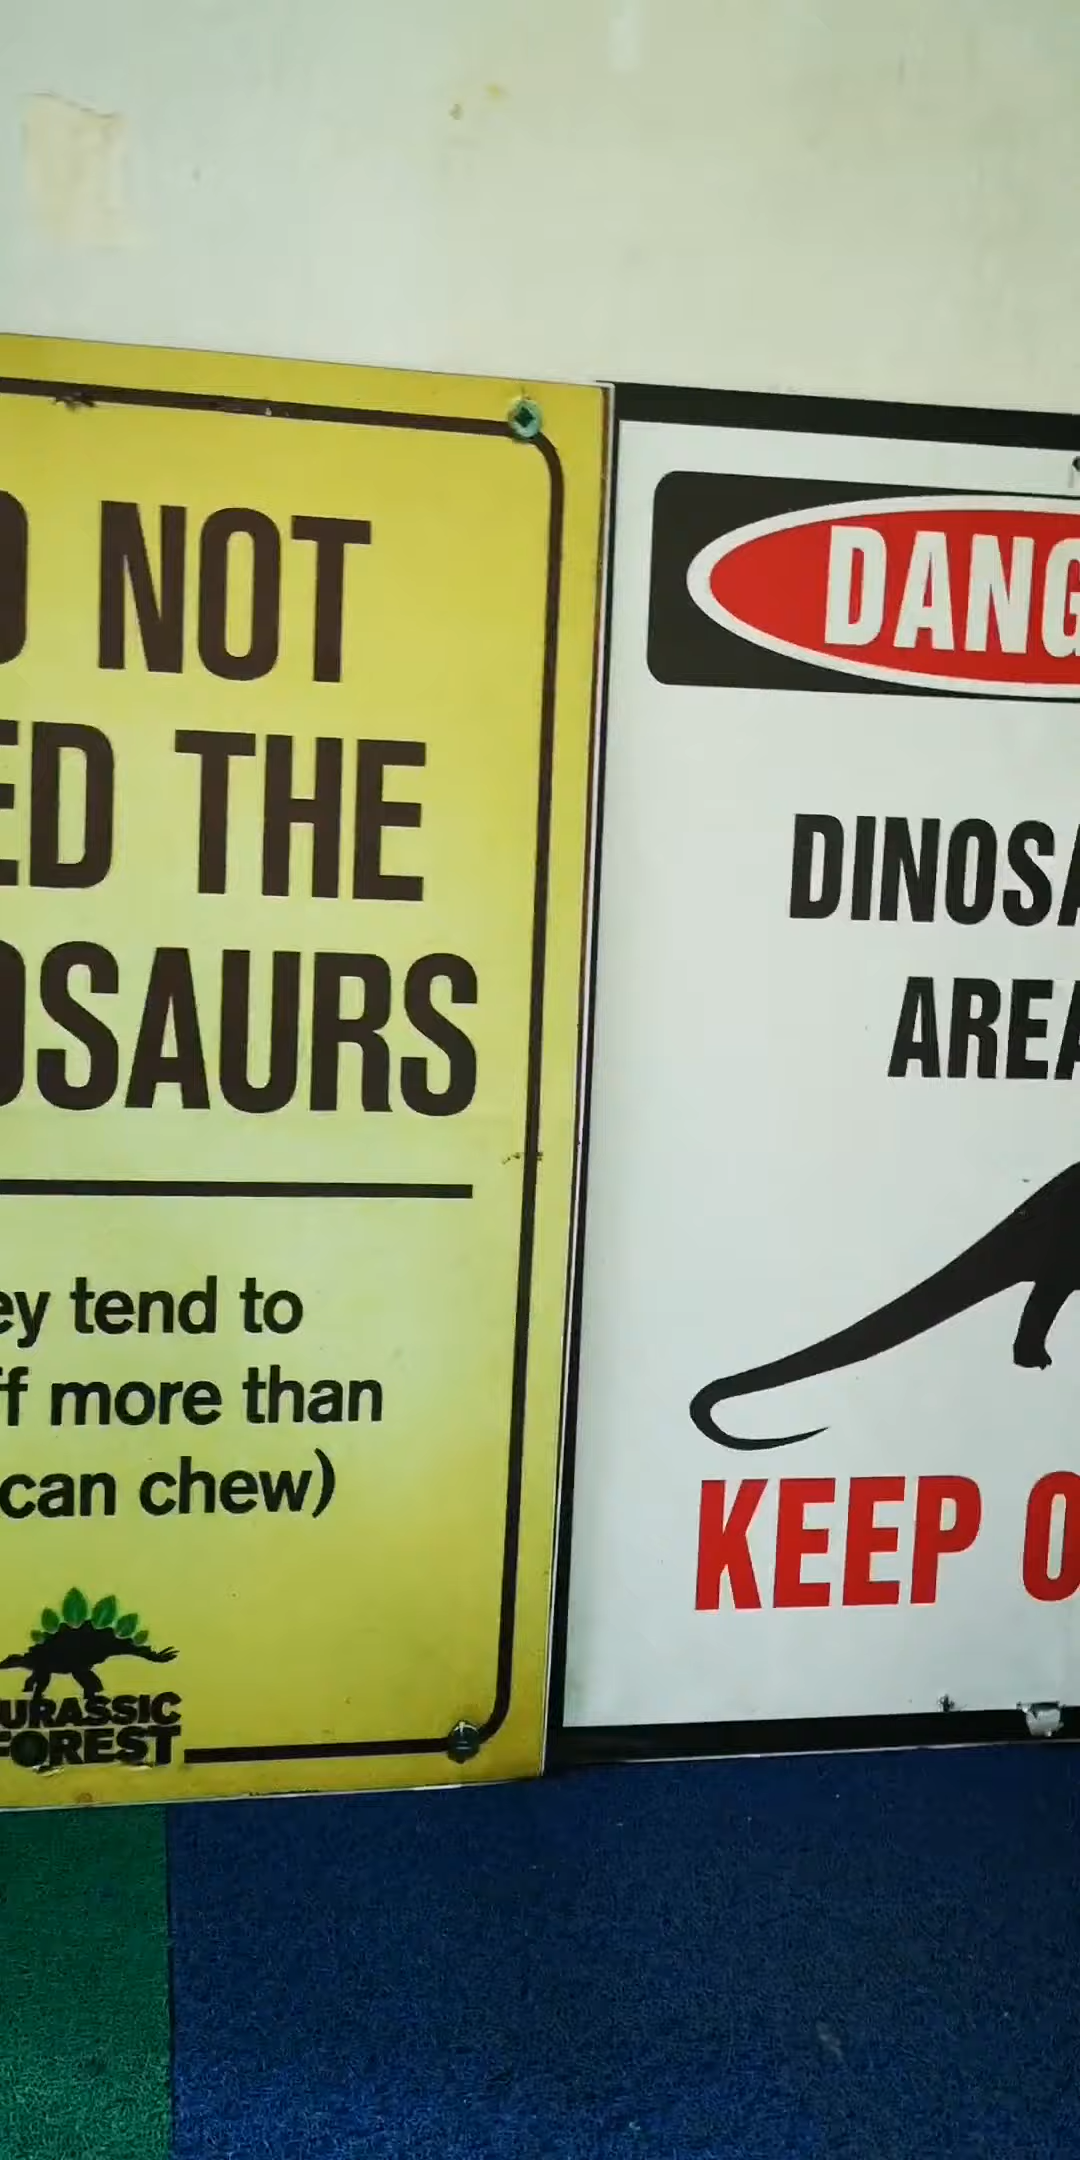 O NOT
ED THE
OSAURS
ey tend to
ff more than
can chew)
URASSIC
FOREST
DANG
DINOSA
AREA
KEEP O